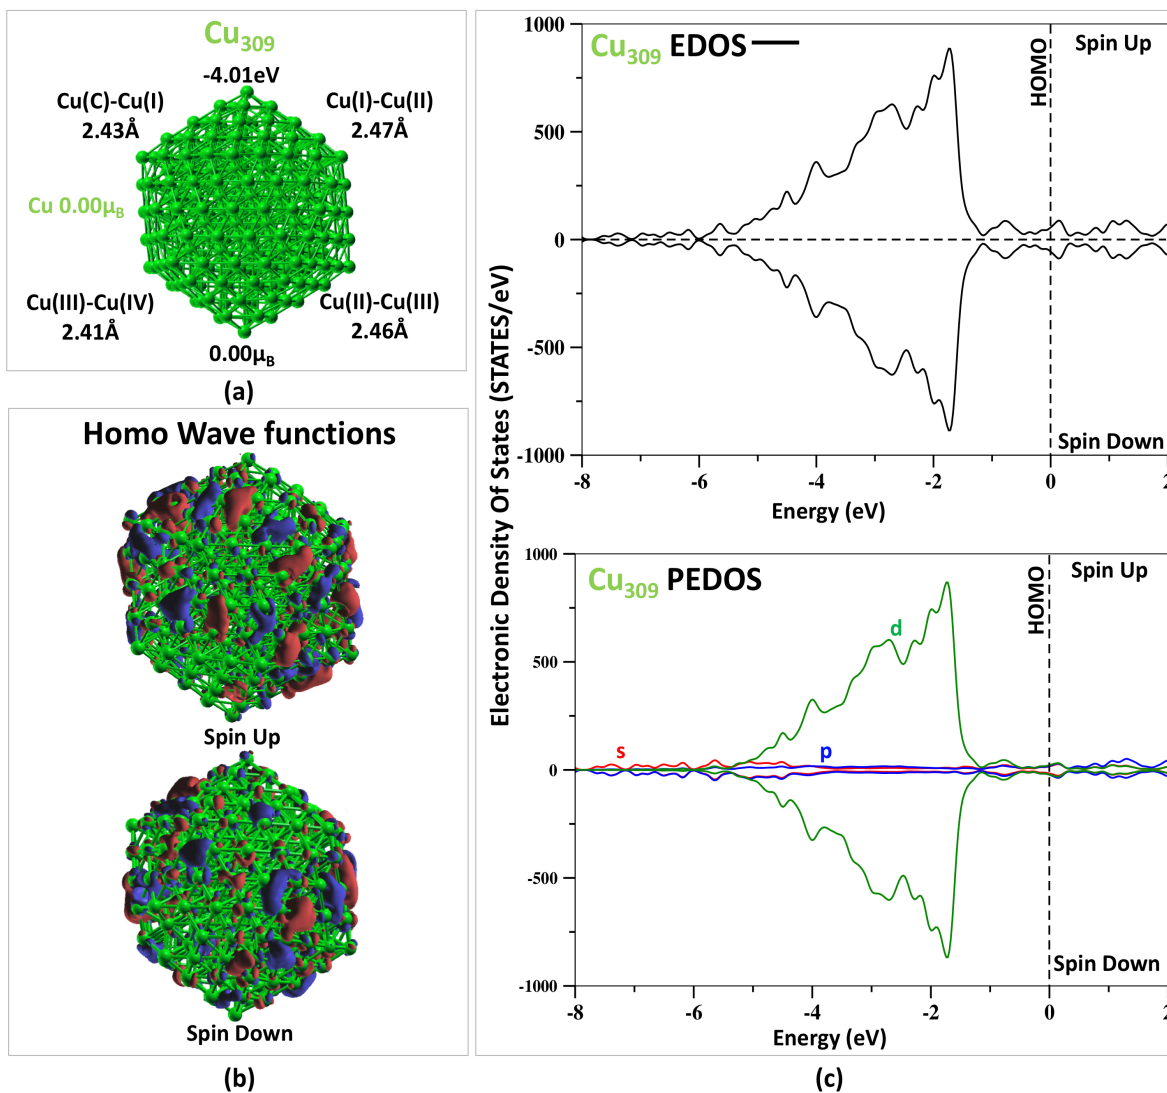 Cu₃₀₉
-4.01eV
Cu(C)-Cu(I)
2.43Å
Cu(I)-Cu(II)
2.47Å
Cu 0.00μ_B
Cu(III)-Cu(IV)
2.41Å
Cu(II)-Cu(III)
2.46Å
0.00μ_B
(a)
Homo Wave functions
Spin Up
Spin Down
(b)
Electronic Density Of States (STATES/eV)
Cu₃₀₉ EDOS
HOMO
Spin Up
Spin Down
1000
500
0
-500
-1000
-8 -6 -4 -2 0 2
Energy (eV)
Cu₃₀₉ PEDOS
HOMO
Spin Up
d
s
p
Spin Down
1000
500
0
-500
-1000
-8 -6 -4 -2 0 2
Energy (eV)
(c)